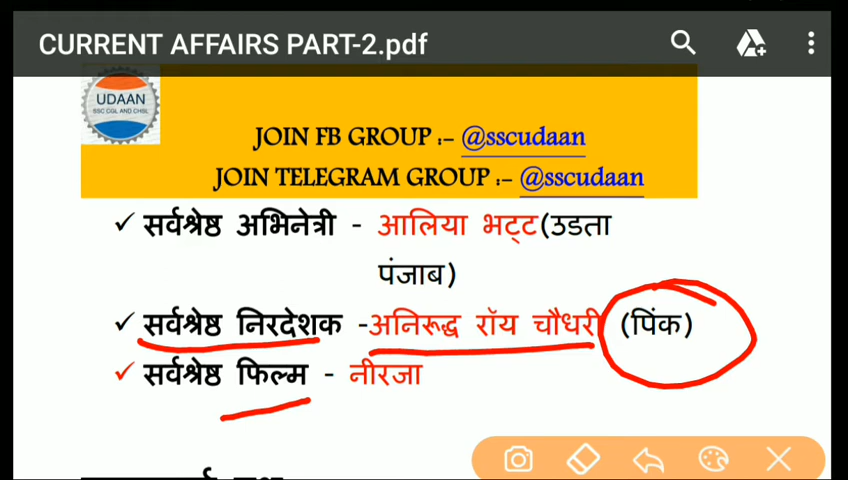 CURRENT AFFAIRS PART-2.pdf
UDAAN
SSC CGL AND CHSL
JOIN FB GROUP :- @sscudaan
JOIN TELEGRAM GROUP :- @sscudaan
✓ सर्वश्रेष्ठ अभिनेत्री - आलिया भट्ट(उडता
पंजाब)
✓ सर्वश्रेष्ठ निरदेशक -अनिरूद्ध रॉय चौधरी (पिंक)
✓ सर्वश्रेष्ठ फिल्म - नीरजा